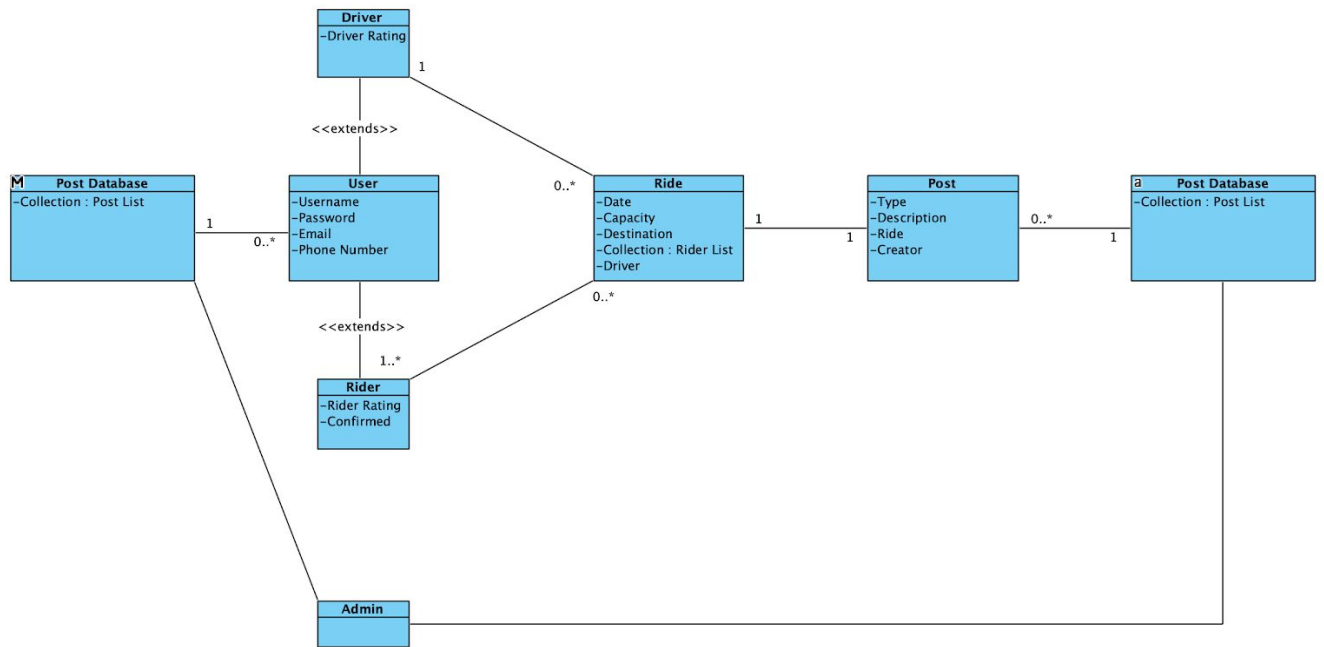 Driver
-Driver Rating
1
<<extends>>
M
Post Database
-Collection : Post List
1
0..*
User
-Username
-Password
-Email
-Phone Number
0..*
Ride
-Date
-Capacity
-Destination
-Collection : Rider List
-Driver
1
1
Post
-Type
-Description
-Ride
-Creator
0..*
1
a
Post Database
-Collection : Post List
0..*
<<extends>>
1..*
Rider
-Rider Rating
-Confirmed
Admin